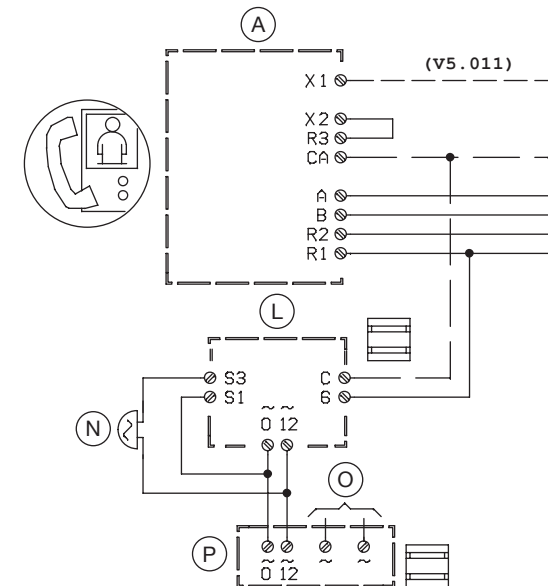 A
(V5.011)
X1
X2
R3
CA
A
B
R2
R1
L
S3
C
S1
6
~ ~
0 12
N
O
P
~ ~ ~ ~
0 12